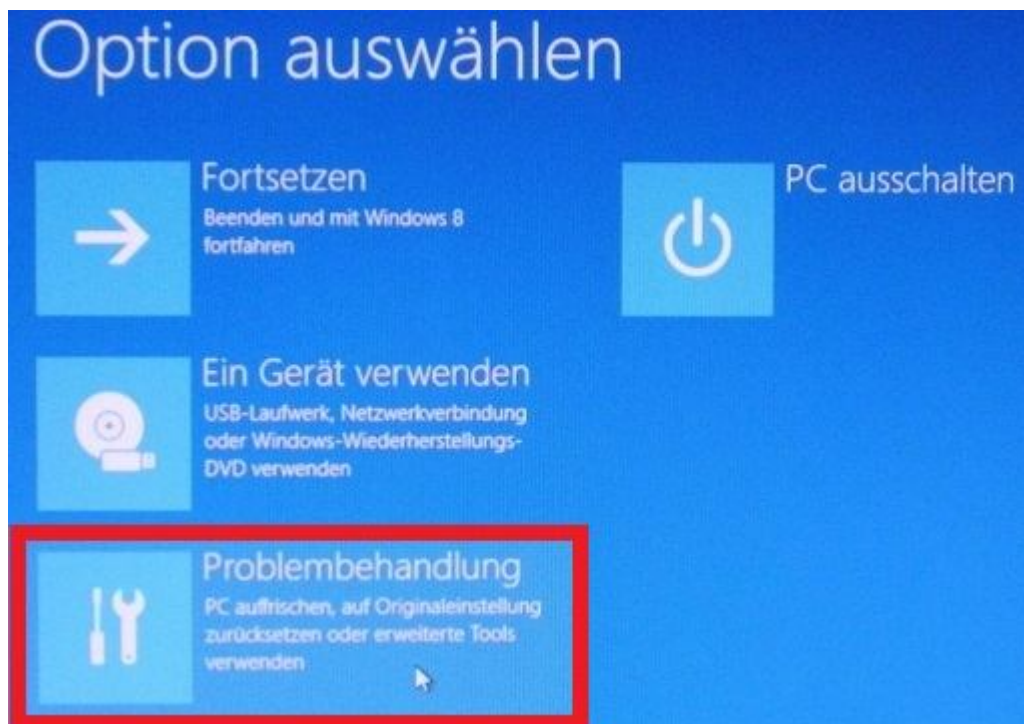 Option auswählen
Fortsetzen
Beenden und mit Windows 8
fortfahren
PC ausschalten
Ein Gerät verwenden
USB-Laufwerk, Netzwerkverbindung
oder Windows-Wiederherstellungs-
DVD verwenden
Problembehandlung
PC auffrischen, auf Originaleinstellung
zurücksetzen oder erweiterte Tools
verwenden